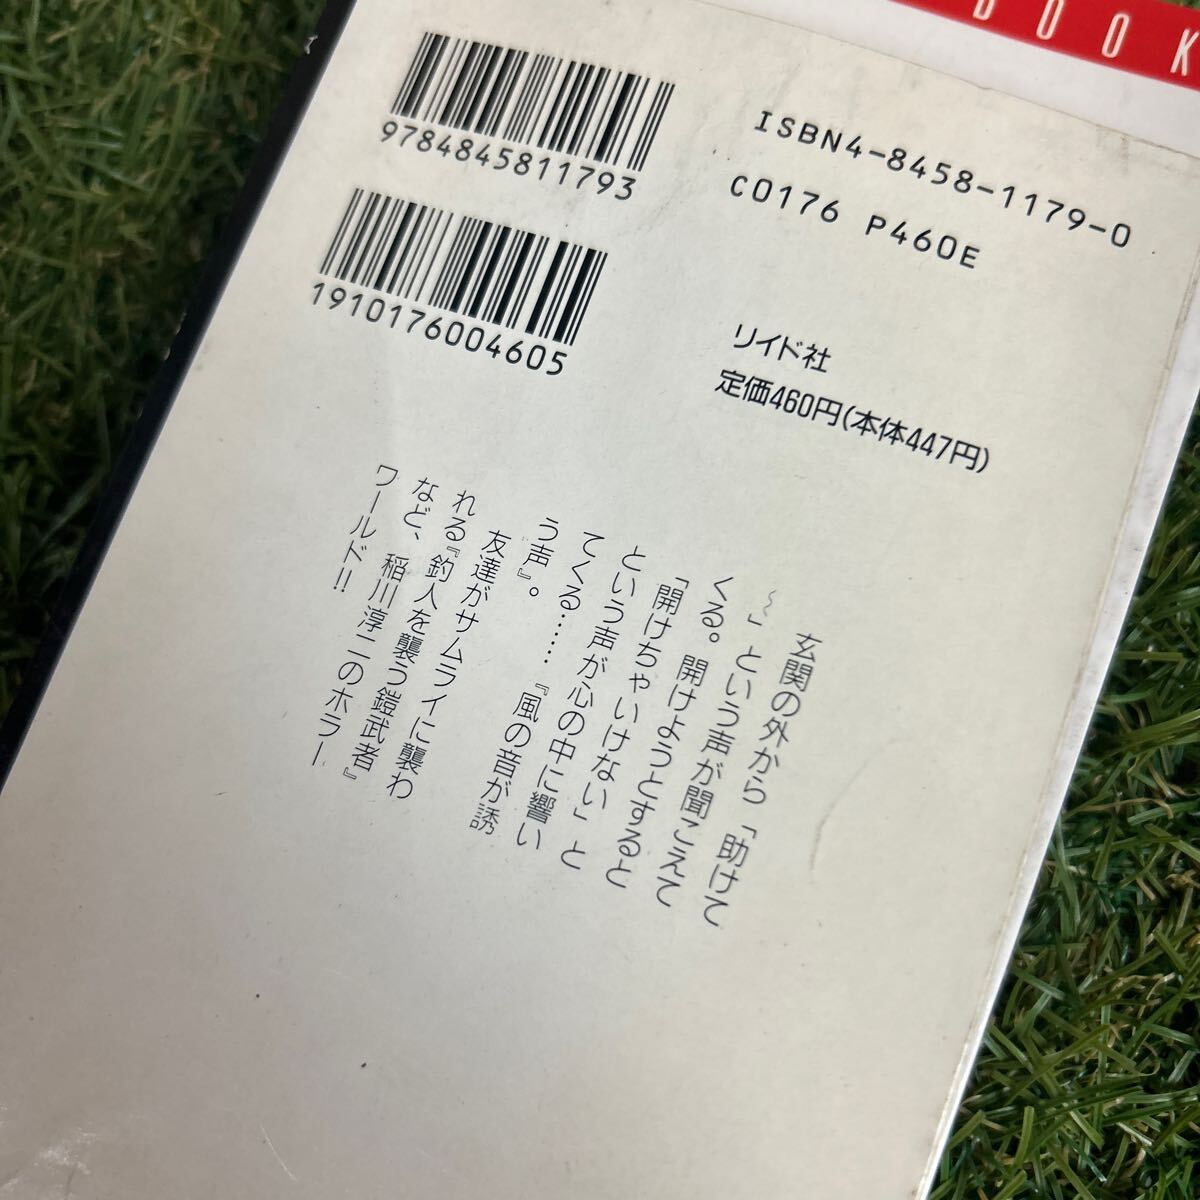 BOOK
9784845811793
ISBN4-8458-1179-0
C0176 P460E
1910176004605
リイド社
定価460円(本体447円)
玄関の外から「助けて
〜」という声が聞こえて
くる。開けようとすると
「開けちゃいけない」と
という声が心の中に響い
てくる……『風の音が誘
う声』。
友達がサムライに襲わ
れる『釣人を襲う鎧武者』
など、稲川淳二のホラー
ワールド!!